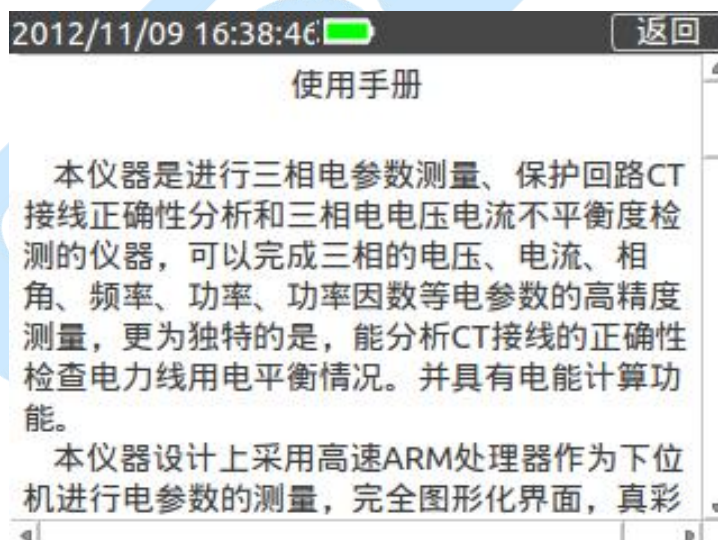 2012/11/09 16:38:46
返回
使用手册
本仪器是进行三相电参数测量、保护回路CT
接线正确性分析和三相电电压电流不平衡度检
测的仪器，可以完成三相的电压、电流、相
角、频率、功率、功率因数等电参数的高精度
测量，更为独特的是，能分析CT接线的正确性
检查电力线用电平衡情况。并具有电能计算功
能。
本仪器设计上采用高速ARM处理器作为下位
机进行电参数的测量，完全图形化界面，真彩